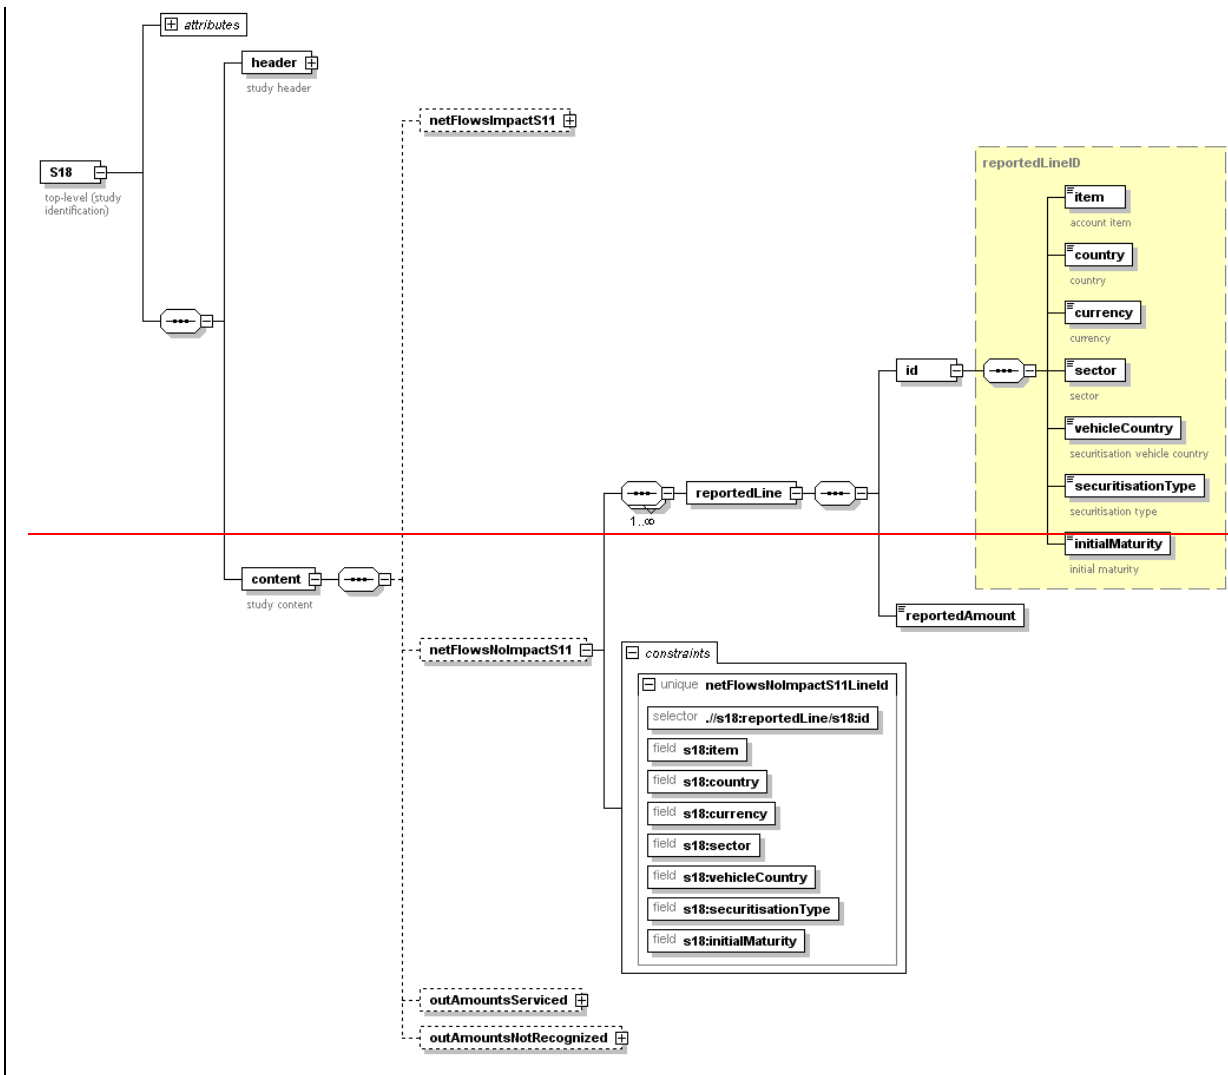 attributes
header
study header
netFlowsImpactS11
S18
top-level (study
identification)
reportedLineID
item
account item
country
country
currency
currency
id
sector
sector
vehicleCountry
securitisation vehicle country
reportedLine
securitisationType
securitisation type
1..∞
initialMaturity
initial maturity
content
study content
reportedAmount
netFlowsNoImpactS11
constraints
unique netFlowsNoImpactS11LineId
selector .//s18:reportedLine/s18:id
field s18:item
field s18:country
field s18:currency
field s18:sector
field s18:vehicleCountry
field s18:securitisationType
field s18:initialMaturity
outAmountsServiced
outAmountsNotRecognized